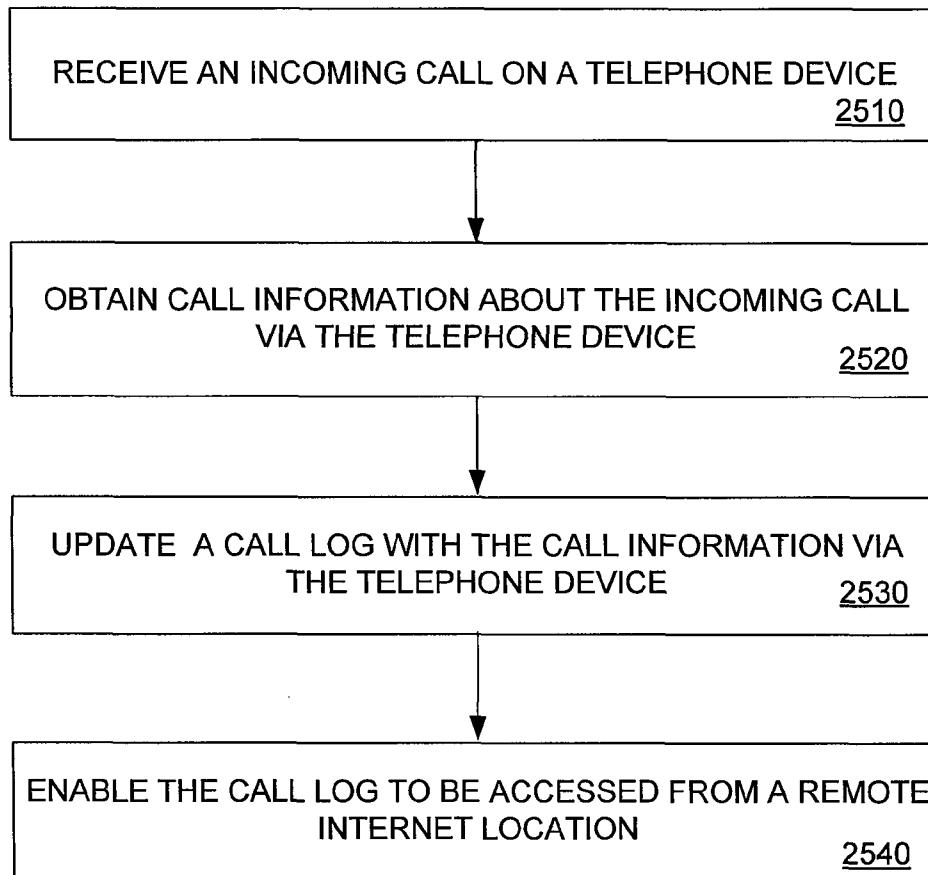 RECEIVE AN INCOMING CALL ON A TELEPHONE DEVICE
2510
OBTAIN CALL INFORMATION ABOUT THE INCOMING CALL
VIA THE TELEPHONE DEVICE
2520
UPDATE A CALL LOG WITH THE CALL INFORMATION VIA
THE TELEPHONE DEVICE
2530
ENABLE THE CALL LOG TO BE ACCESSED FROM A REMOTE
INTERNET LOCATION
2540